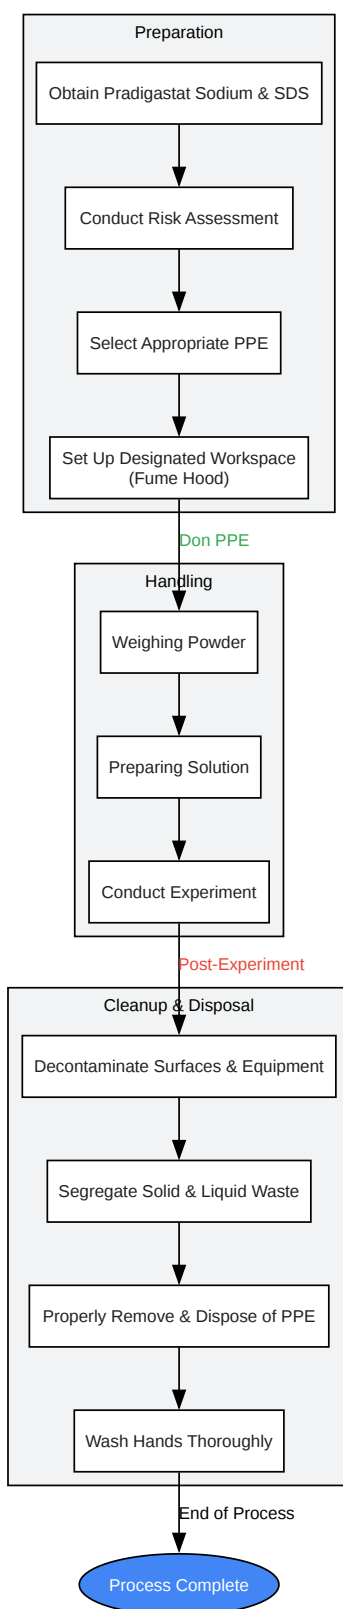 Preparation
Obtain Pradigastat Sodium & SDS
Conduct Risk Assessment
Select Appropriate PPE
Set Up Designated Workspace
(Fume Hood)
Don PPE
Handling
Weighing Powder
Preparing Solution
Conduct Experiment
Post-Experiment
Cleanup & Disposal
Decontaminate Surfaces & Equipment
Segregate Solid & Liquid Waste
Properly Remove & Dispose of PPE
Wash Hands Thoroughly
End of Process
Process Complete